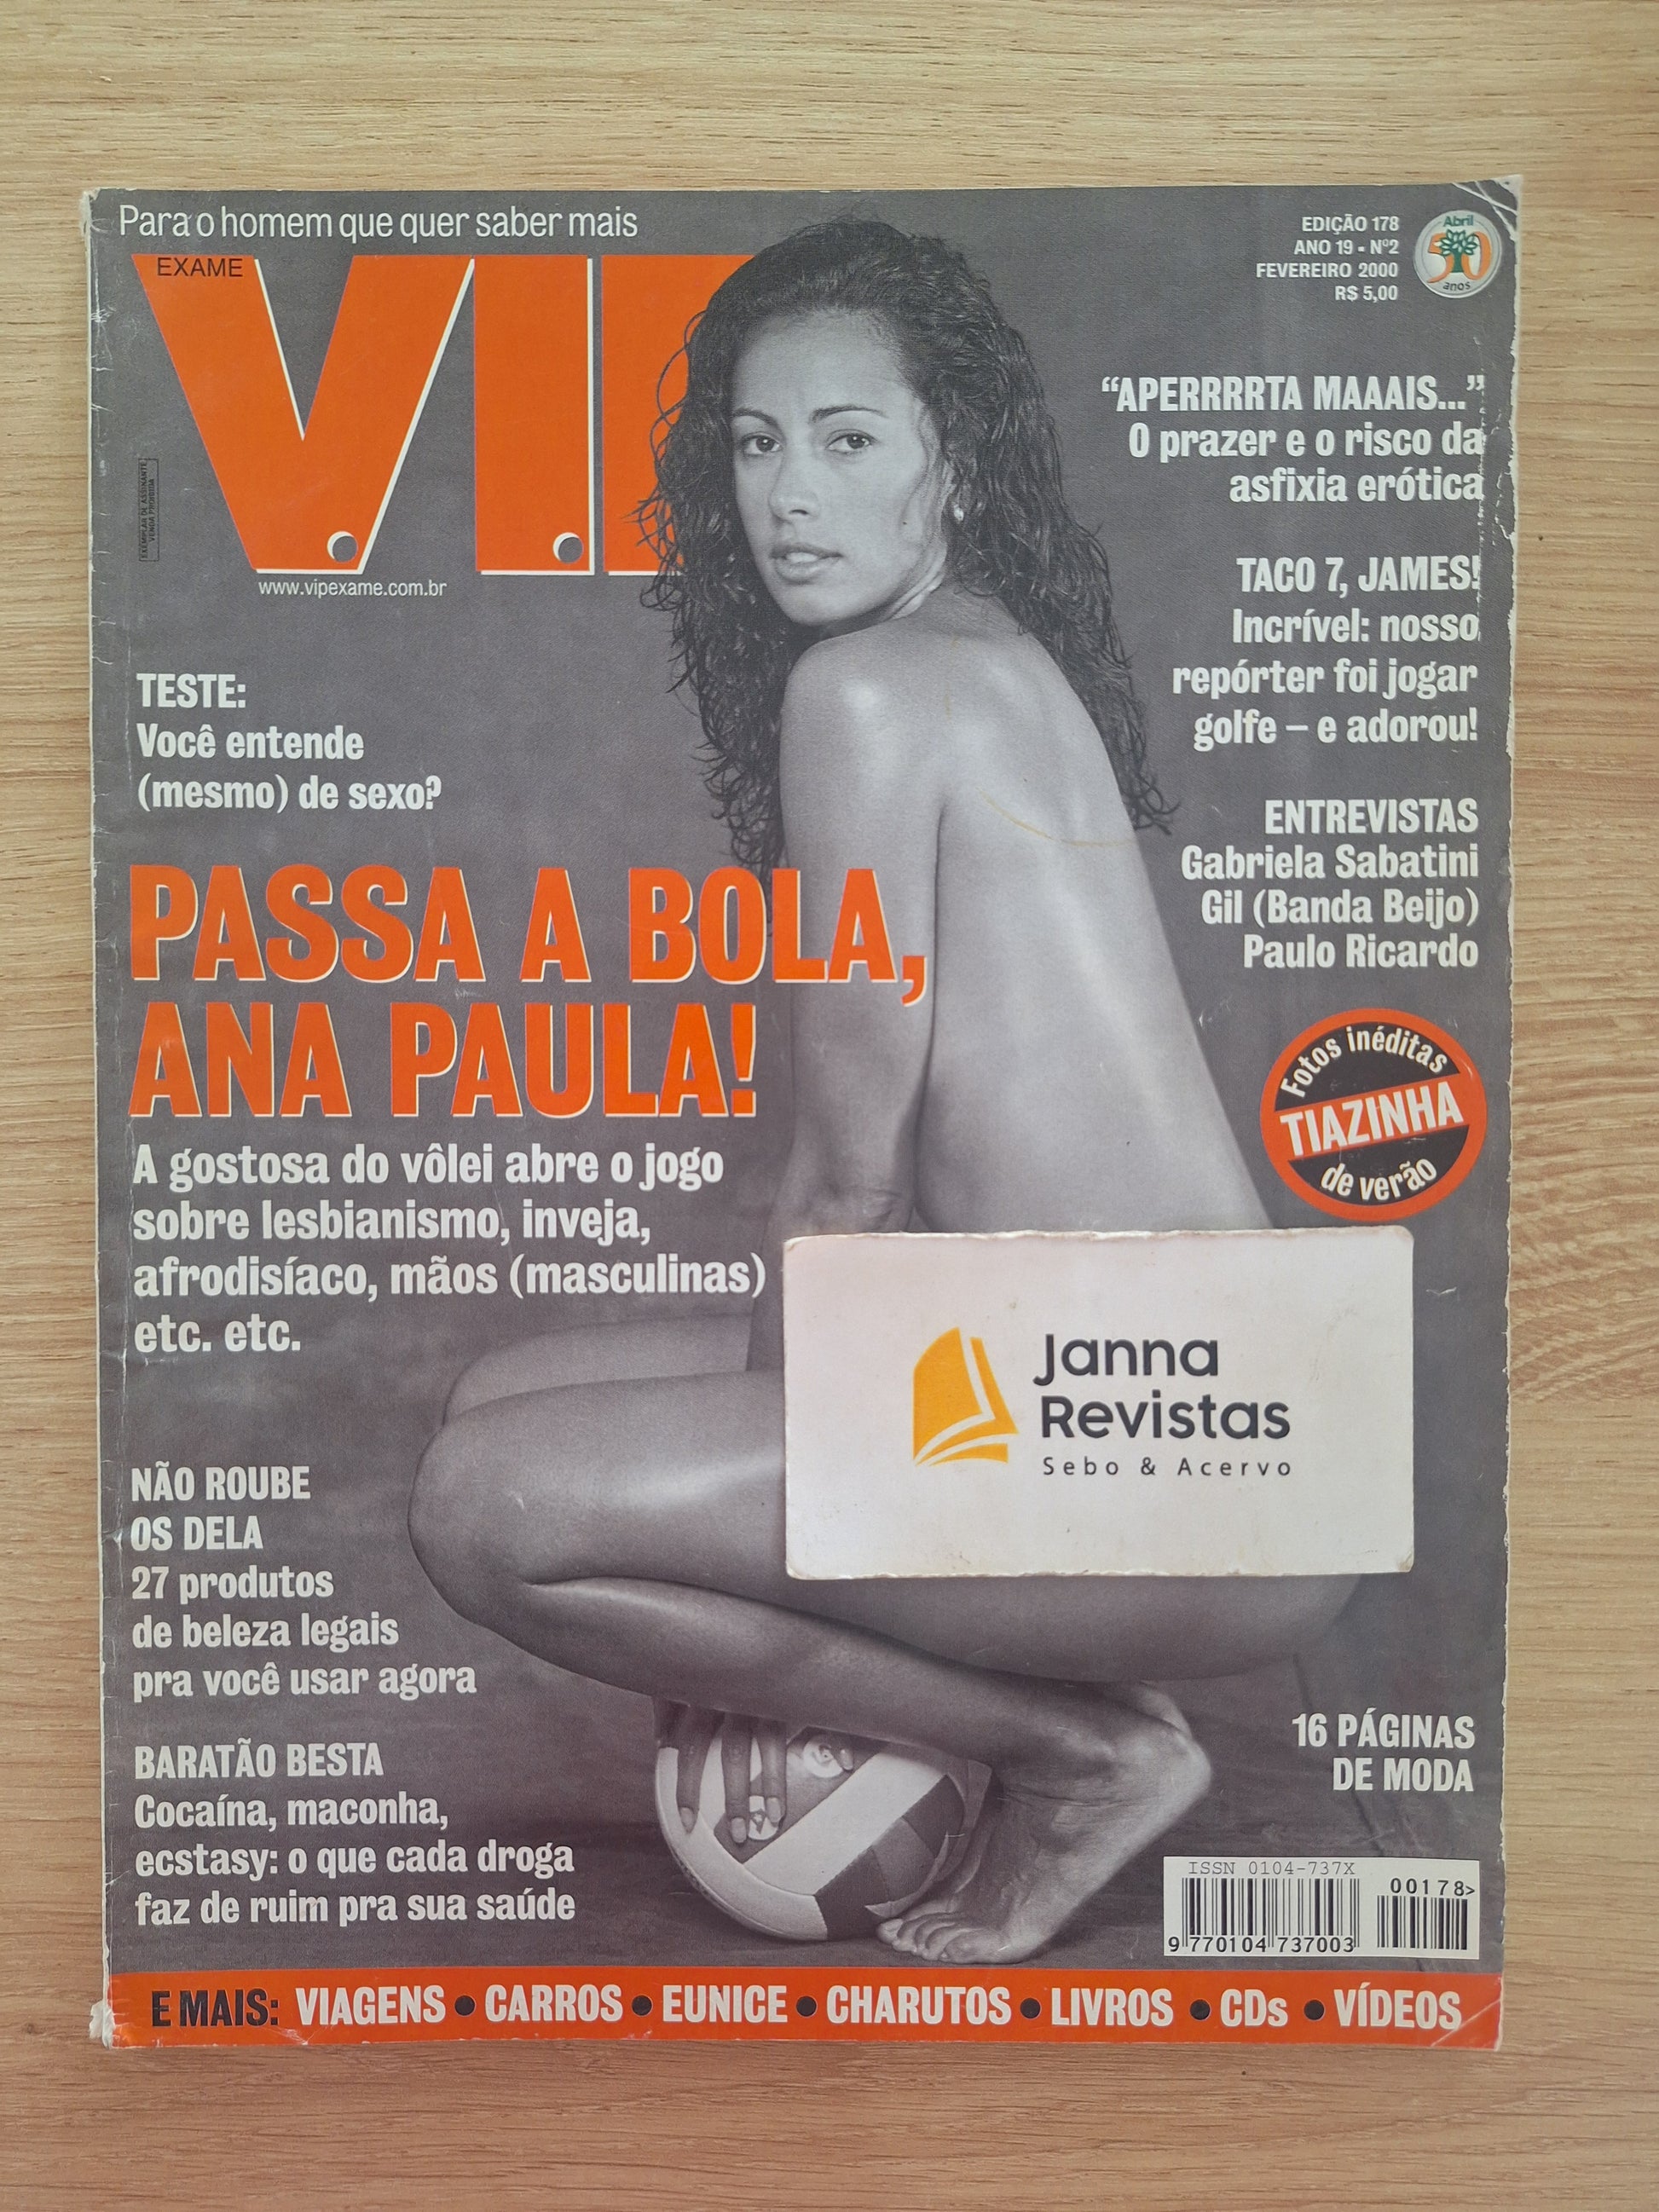 Para o homem que quer saber mais
EXAME
V.I.
www.vipexame.com.br
EXEMPLAR DE ASSINANTE
VENDA PROIBIDA
EDIÇÃO 178
ANO 19 - Nº2
FEVEREIRO 2000
R$ 5,00
Abril
50
anos
“APERRRRTA MAAAIS...”
O prazer e o risco da
asfixia erótica
TACO 7, JAMES!
Incrível: nosso
repórter foi jogar
golfe – e adorou!
ENTREVISTAS
Gabriela Sabatini
Gil (Banda Beijo)
Paulo Ricardo
Fotos inéditas
TIAZINHA
de verão
TESTE:
Você entende
(mesmo) de sexo?
PASSA A BOLA,
ANA PAULA!
A gostosa do vôlei abre o jogo
sobre lesbianismo, inveja,
afrodisíaco, mãos (masculinas)
etc. etc.
Janna
Revistas
Sebo & Acervo
NÃO ROUBE
OS DELA
27 produtos
de beleza legais
pra você usar agora
BARATÃO BESTA
Cocaína, maconha,
ecstasy: o que cada droga
faz de ruim pra sua saúde
16 PÁGINAS
DE MODA
ISSN 0104-737X
00178>
9 770104 737003
E MAIS: VIAGENS • CARROS • EUNICE • CHARUTOS • LIVROS • CDs • VÍDEOS